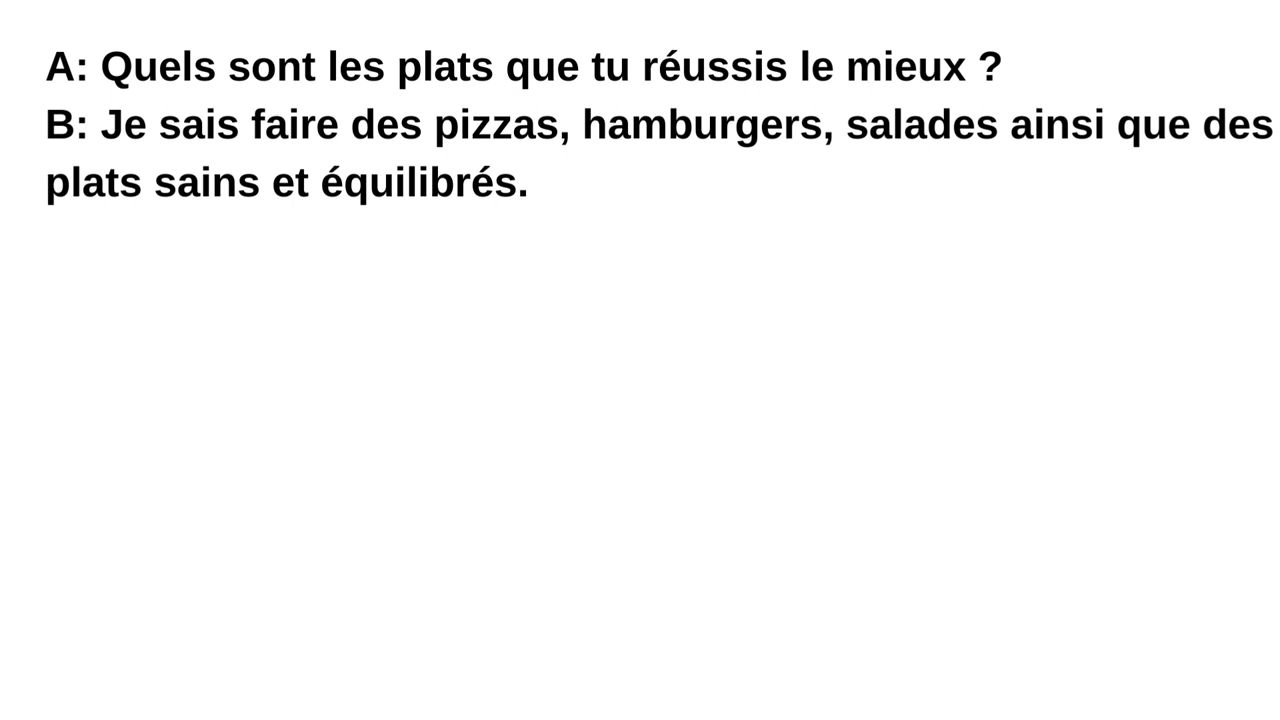 A: Quels sont les plats que tu réussis le mieux ?
B: Je sais faire des pizzas, hamburgers, salades ainsi que des
plats sains et équilibrés.